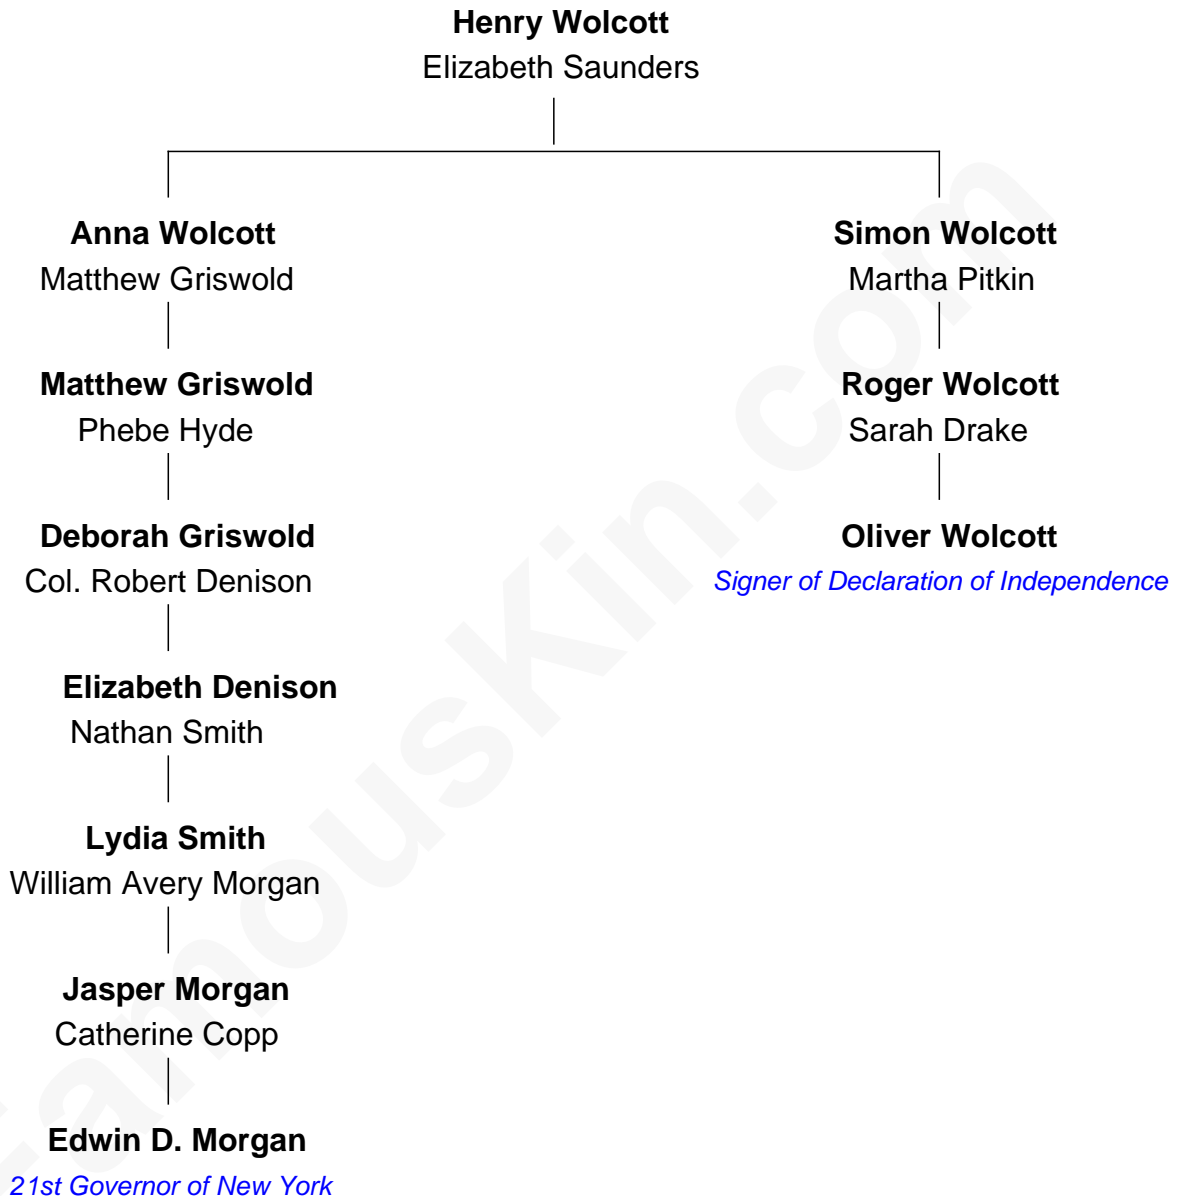 Henry Wolcott
Elizabeth Saunders
Anna Wolcott
Matthew Griswold
Simon Wolcott
Martha Pitkin
Matthew Griswold
Phebe Hyde
Roger Wolcott
Sarah Drake
Deborah Griswold
Col. Robert Denison
Oliver Wolcott
Signer of Declaration of Independence
Elizabeth Denison
Nathan Smith
Lydia Smith
William Avery Morgan
Jasper Morgan
Catherine Copp
Edwin D. Morgan
21st Governor of New York
FamousKin.com